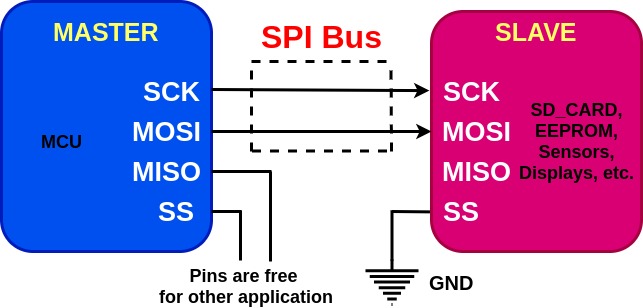 SPI Bus
MASTER
MCU
SCK
MOSI
MISO
SS
SLAVE
SCK
MOSI
MISO
SS
SD_CARD,
EEPROM,
Sensors,
Displays, etc.
Pins are free
for other application
GND